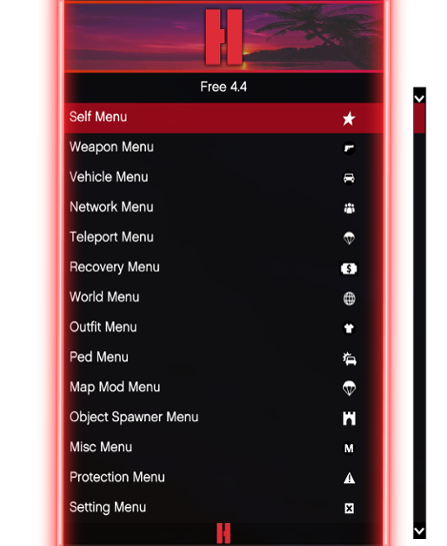 H
Free 4.4
Self Menu
Weapon Menu
Vehicle Menu
Network Menu
Teleport Menu
Recovery Menu
$
World Menu
Outfit Menu
Ped Menu
Map Mod Menu
Object Spawner Menu
Misc Menu M
Protection Menu
Setting Menu
H